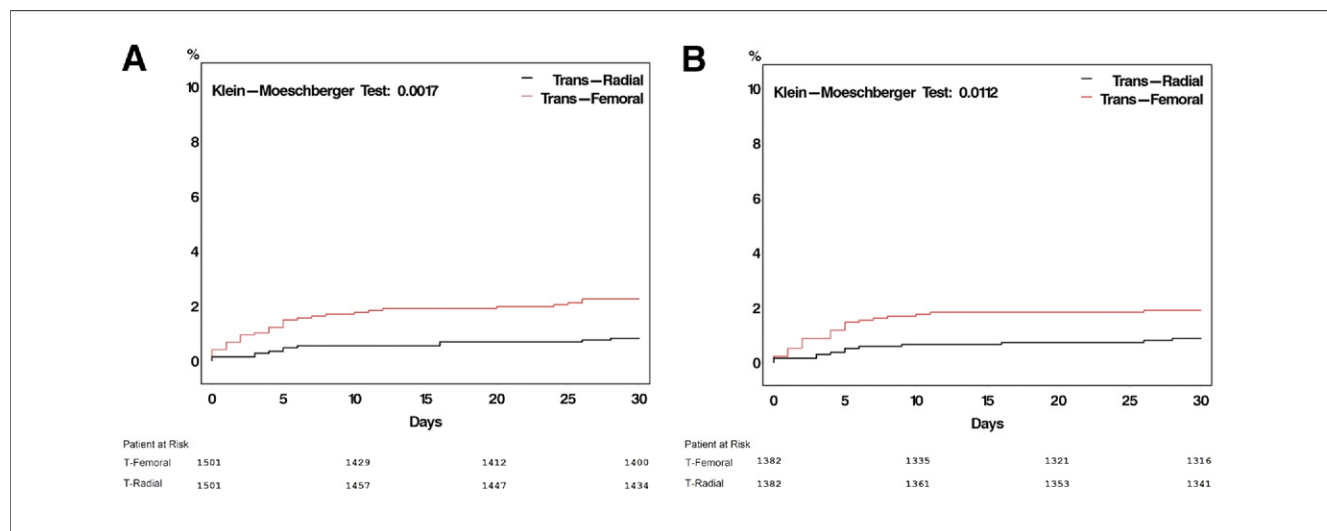 A
%
Klein—Moeschberger Test: 0.0017
Trans—Radial
Trans—Femoral
10
8
6
4
2
0
0 5 10 15 20 25 30
Days
Patient at Risk
T-Femoral 1501 1429 1412 1400
T-Radial 1501 1457 1447 1434
B
%
Klein—Moeschberger Test: 0.0112
Trans—Radial
Trans—Femoral
10
8
6
4
2
0
0 5 10 15 20 25 30
Days
Patient at Risk
T-Femoral 1382 1335 1321 1316
T-Radial 1382 1361 1353 1341